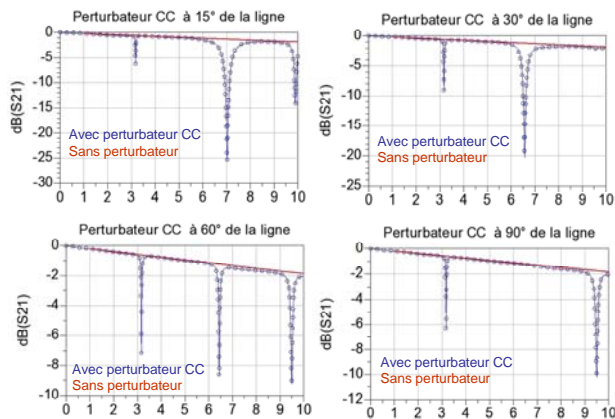 Perturbateur CC à 15° de la ligne
0
-5
-10
-15
-20
-25
-30
dB(S21)
Avec perturbateur CC
Sans perturbateur
0 1 2 3 4 5 6 7 8 9 10
Perturbateur CC à 30° de la ligne
0
-5
-10
-15
-20
-25
dB(S21)
Avec perturbateur CC
Sans perturbateur
0 1 2 3 4 5 6 7 8 9 10
Perturbateur CC à 60° de la ligne
0
-2
-4
-6
-8
-10
dB(S21)
Avec perturbateur CC
Sans perturbateur
0 1 2 3 4 5 6 7 8 9 10
Perturbateur CC à 90° de la ligne
0
-2
-4
-6
-8
-10
-12
dB(S21)
Avec perturbateur CC
Sans perturbateur
0 1 2 3 4 5 6 7 8 9 10